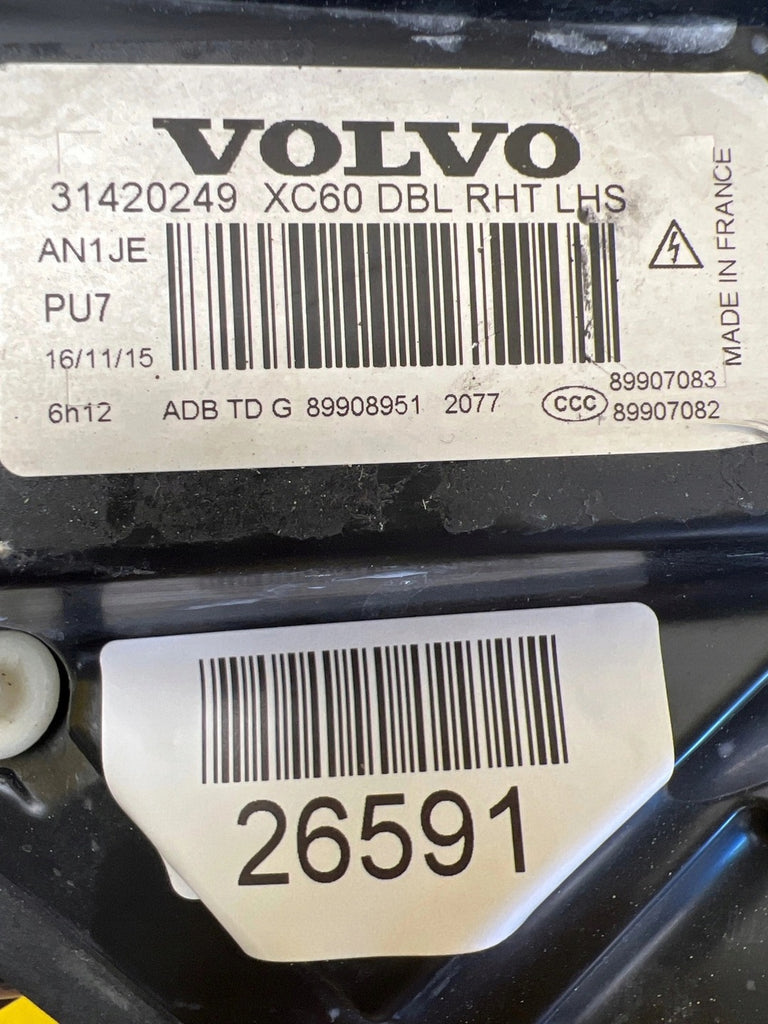 VOLVO
31420249 XC60 DBL RHT LHS
AN1JE
PU7
16/11/15
6h12 ADB TD G 89908951 2077 CCC
89907083
89907082
MADE IN FRANCE
26591